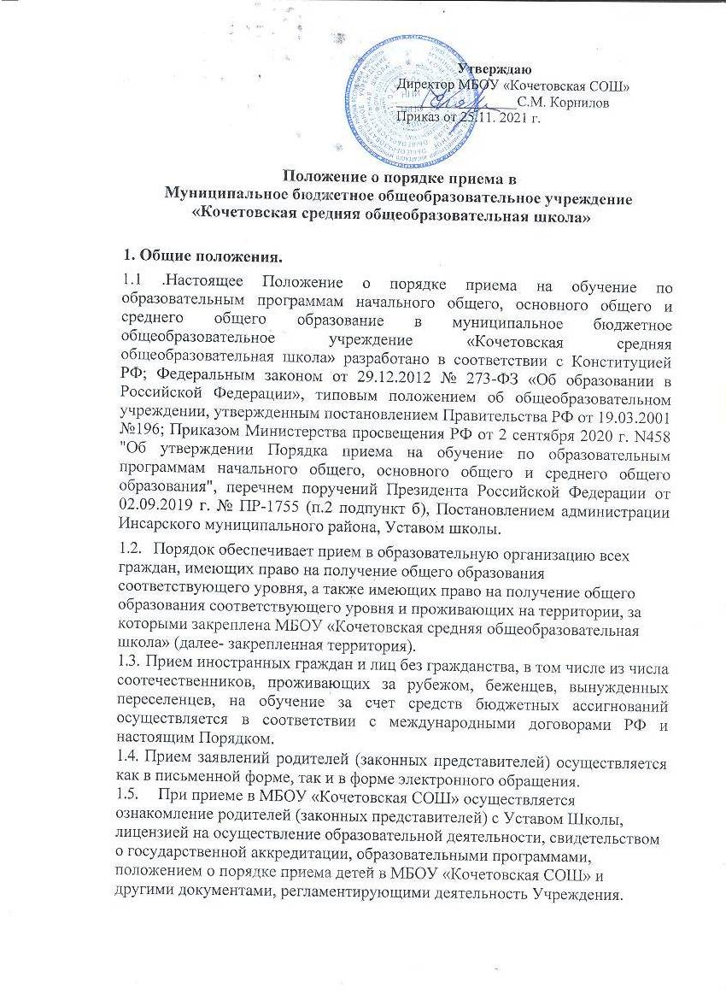 Утверждаю
Директор МБОУ «Кочетовская СОШ»
С.М. Корнилов
Приказ от 25.11. 2021 г.
Положение о порядке приема в
Муниципальное бюджетное общеобразовательное учреждение
«Кочетовская средняя общеобразовательная школа»
1. Общие положения.
1.1 .Настоящее Положение о порядке приема на обучение по
образовательным программам начального общего, основного общего и
среднего общего образование в муниципальное бюджетное
общеобразовательное учреждение «Кочетовская средняя
общеобразовательная школа» разработано в соответствии с Конституцией
РФ; Федеральным законом от 29.12.2012 № 273-ФЗ «Об образовании в
Российской Федерации», типовым положением об общеобразовательном
учреждении, утвержденным постановлением Правительства РФ от 19.03.2001
№196; Приказом Министерства просвещения РФ от 2 сентября 2020 г. N458
"Об утверждении Порядка приема на обучение по образовательным
программам начального общего, основного общего и среднего общего
образования", перечнем поручений Президента Российской Федерации от
02.09.2019 г. № ПР-1755 (п.2 подпункт б), Постановлением администрации
Инсарского муниципального района, Уставом школы.
1.2. Порядок обеспечивает прием в образовательную организацию всех
граждан, имеющих право на получение общего образования
соответствующего уровня, а также имеющих право на получение общего
образования соответствующего уровня и проживающих на территории, за
которыми закреплена МБОУ «Кочетовская средняя общеобразовательная
школа» (далее- закрепленная территория).
1.3. Прием иностранных граждан и лиц без гражданства, в том числе из числа
соотечественников, проживающих за рубежом, беженцев, вынужденных
переселенцев, на обучение за счет средств бюджетных ассигнований
осуществляется в соответствии с международными договорами РФ и
настоящим Порядком.
1.4. Прием заявлений родителей (законных представителей) осуществляется
как в письменной форме, так и в форме электронного обращения.
1.5. При приеме в МБОУ «Кочетовская СОШ» осуществляется
ознакомление родителей (законных представителей) с Уставом Школы,
лицензией на осуществление образовательной деятельности, свидетельством
о государственной аккредитации, образовательными программами,
положением о порядке приема детей в МБОУ «Кочетовская СОШ» и
другими документами, регламентирующими деятельность Учреждения.